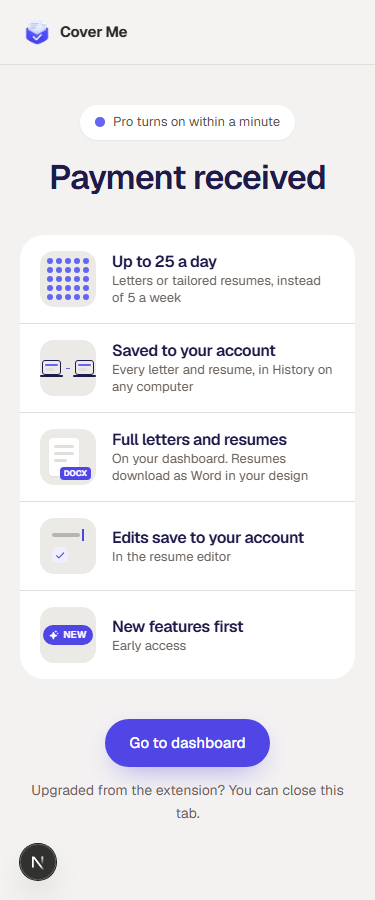 Cover Me
Pro turns on within a minute
Payment received
Up to 25 a day
Letters or tailored resumes, instead
of 5 a week
Saved to your account
Every letter and resume, in History on
any computer
Full letters and resumes
On your dashboard. Resumes
download as Word in your design
DOCX
Edits save to your account
In the resume editor
NEW
New features first
Early access
Go to dashboard
Upgraded from the extension? You can close this
tab.
N